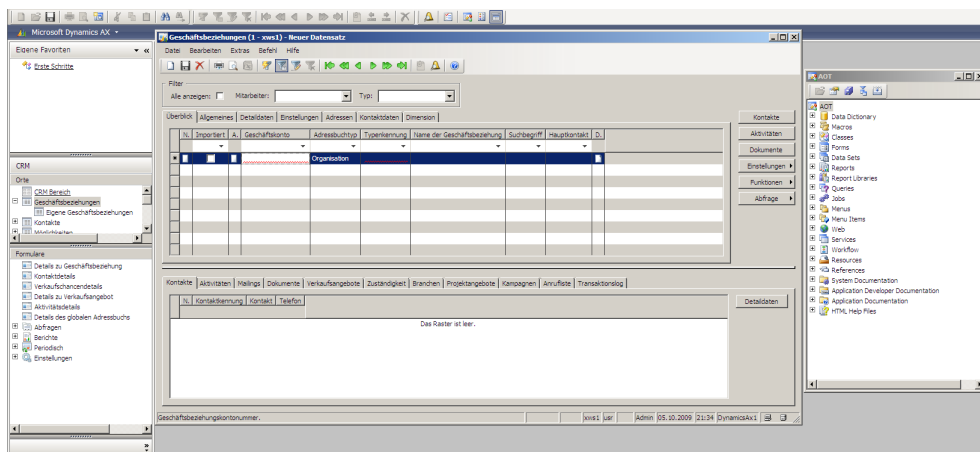 Microsoft Dynamics AX
Eigene Favoriten
Erste Schritte
CRM
Orte
CRM Bereich
Geschäftsbeziehungen
Eigene Geschäftsbeziehungen
Kontakte
Möglichkeiten
Formulare
Details zu Geschäftsbeziehung
Kontaktdetails
Verkaufschancendetails
Details zu Verkaufsangebot
Aktivitätsdetails
Details des globalen Adressbuchs
Abfragen
Berichte
Periodisch
Einstellungen
Geschäftsbeziehungen (1 - xws1) - Neuer Datensatz
Datei Bearbeiten Extras Befehl Hilfe
Filter
Alle anzeigen: Mitarbeiter: Typ:
Überblick Allgemeines Detaildaten Einstellungen Adressen Kontaktdaten Dimension
N. Importiert A. Geschäftskonto Adressbuchtyp Typenkennung Name der Geschäftsbeziehung Suchbegriff Hauptkontakt D.
Organisation
Kontakte
Aktivitäten
Dokumente
Einstellungen
Funktionen
Abfrage
Kontakte Aktivitäten Mailings Dokumente Verkaufsangebote Zuständigkeit Branchen Projektangebote Kampagnen Anrufliste Transaktionslog
N. Kontaktkennung Kontakt Telefon
Das Raster ist leer.
Detaildaten
Geschäftsbeziehungskontonummer. xws1 usr Admin 05.10.2009 21:34 DynamicsAx1
AOT
AOT
Data Dictionary
Macros
Classes
Forms
Data Sets
Reports
Report Libraries
Queries
Jobs
Menus
Menu Items
Web
Services
Workflow
Resources
References
System Documentation
Application Developer Documentation
Application Documentation
HTML Help Files